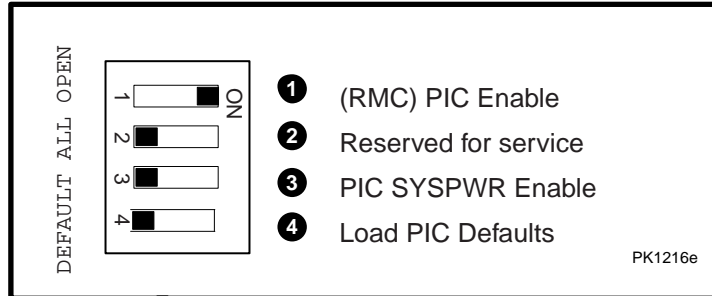 DEFAULT ALL OPEN
1
2
3
4
ON
1 (RMC) PIC Enable
2 Reserved for service
3 PIC SYSPWR Enable
4 Load PIC Defaults
PK1216e